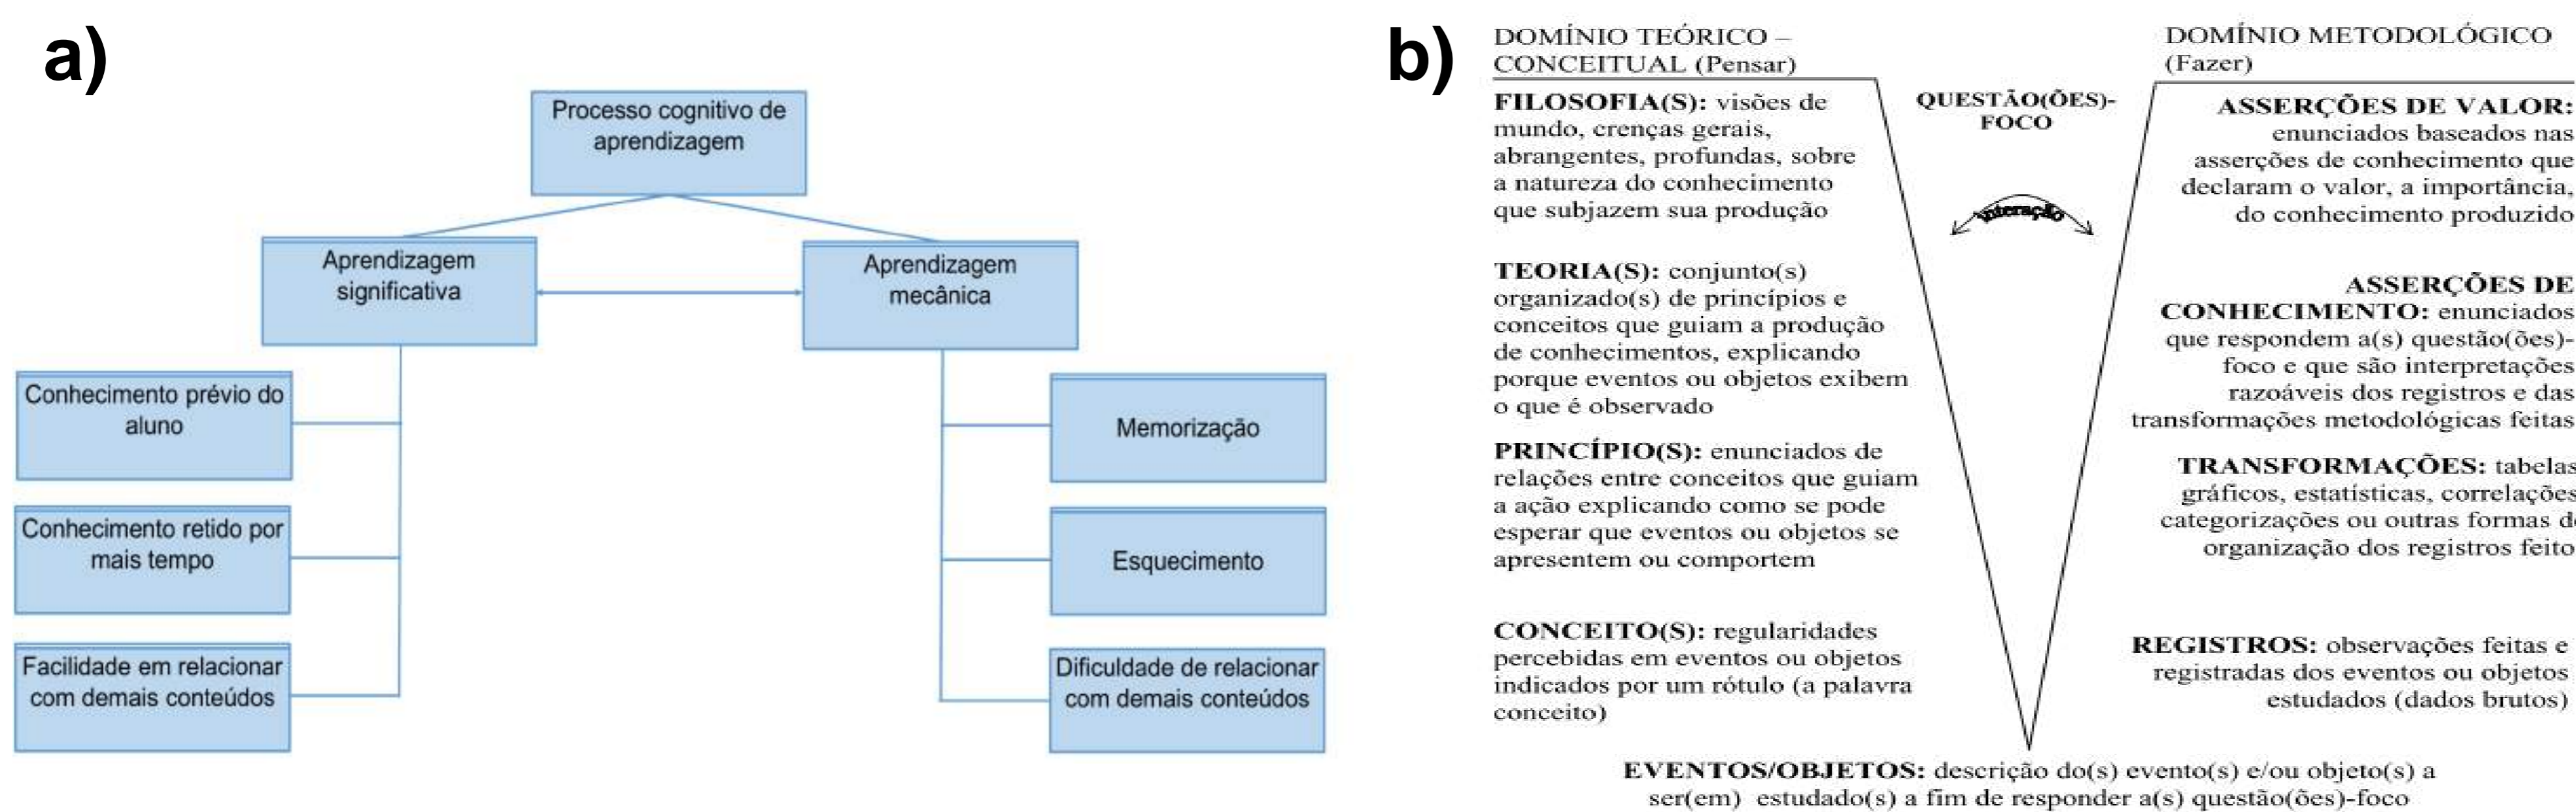 a)
Processo cognitivo de
aprendizagem
Aprendizagem
significativa
Aprendizagem
mecânica
Conhecimento prévio do
aluno
Conhecimento retido por
mais tempo
Facilidade em relacionar
com demais conteúdos
Memorização
Esquecimento
Dificuldade de relacionar
com demais conteúdos
b)
DOMÍNIO TEÓRICO –
CONCEITUAL (Pensar)
FILOSOFIA(S): visões de
mundo, crenças gerais,
abrangentes, profundas, sobre
a natureza do conhecimento
que subjazem sua produção
TEORIA(S): conjunto(s)
organizado(s) de princípios e
conceitos que guiam a produção
de conhecimentos, explicando
porque eventos ou objetos exibem
o que é observado
PRINCÍPIO(S): enunciados de
relações entre conceitos que guiam
a ação explicando como se pode
esperar que eventos ou objetos se
apresentem ou comportem
CONCEITO(S): regularidades
percebidas em eventos ou objetos
indicados por um rótulo (a palavra
conceito)
QUESTÃO(ÕES)-
FOCO
interação
DOMÍNIO METODOLÓGICO
(Fazer)
ASSERÇÕES DE VALOR:
enunciados baseados nas
asserções de conhecimento que
declaram o valor, a importância,
do conhecimento produzido
ASSERÇÕES DE
CONHECIMENTO: enunciados
que respondem a(s) questão(ões)-
foco e que são interpretações
razoáveis dos registros e das
transformações metodológicas feitas
TRANSFORMAÇÕES: tabelas
gráficos, estatísticas, correlações
categorizações ou outras formas d
organização dos registros feito
REGISTROS: observações feitas e
registradas dos eventos ou objetos
estudados (dados brutos)
EVENTOS/OBJETOS: descrição do(s) evento(s) e/ou objeto(s) a
ser(em) estudado(s) a fim de responder a(s) questão(ões)-foco